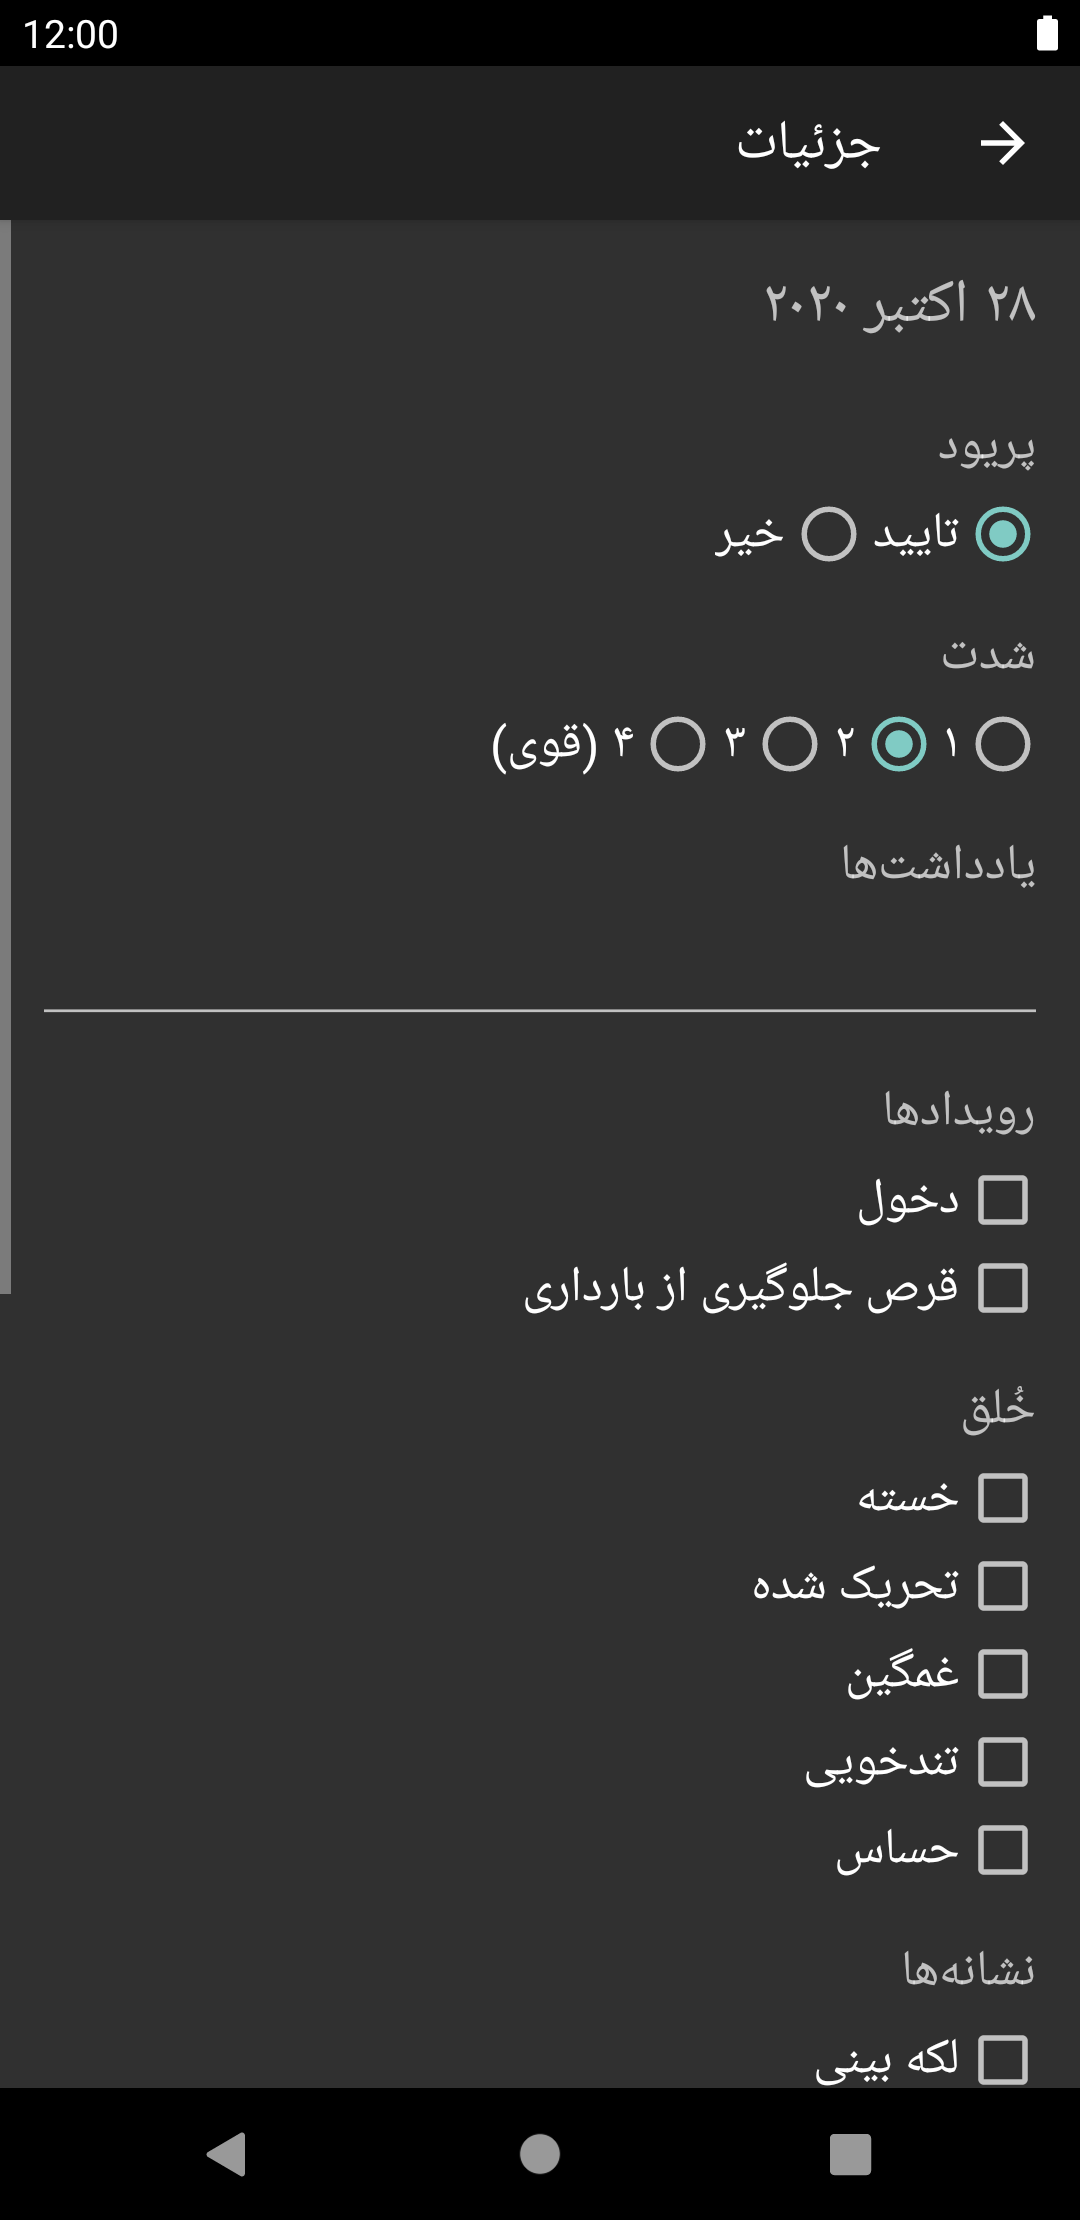 12:00
جزئیات
۲۸ اکتبر ۲۰۲۰
پریود
تایید خیر
شدت
۱ ۲ ۳ ۴ (قوی)
یادداشت‌ها
رویدادها
دخول
قرص جلوگیری از بارداری
خُلق
خسته
تحریک شده
غمگین
تندخویی
حساس
نشانه‌ها
لکه بینی